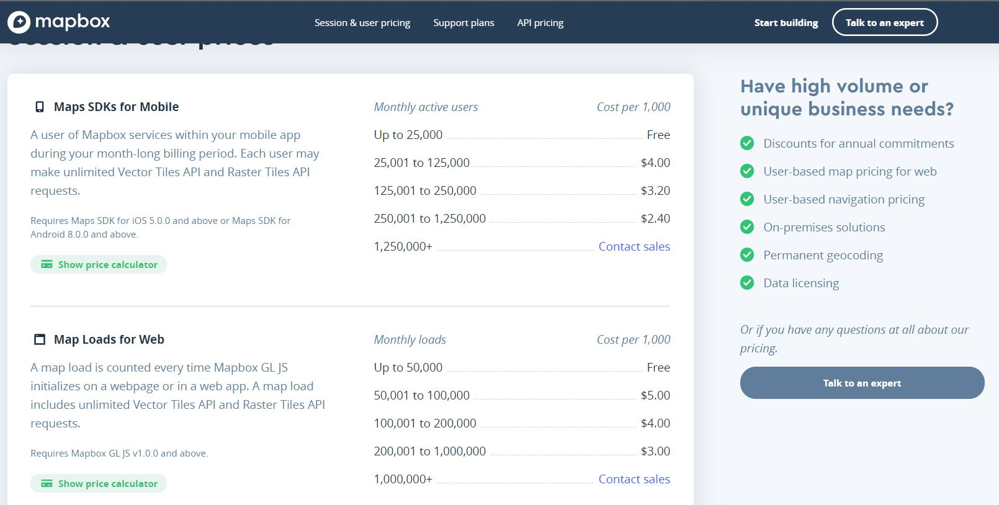 mapbox
Session & user pricing Support plans API pricing
Start building Talk to an expert
Session & user prices
Maps SDKs for Mobile
A user of Mapbox services within your mobile app
during your month-long billing period. Each user may
make unlimited Vector Tiles API and Raster Tiles API
requests.
Requires Maps SDK for iOS 5.0.0 and above or Maps SDK for
Android 8.0.0 and above.
Show price calculator
Monthly active users Cost per 1,000
Up to 25,000 Free
25,001 to 125,000 $4.00
125,001 to 250,000 $3.20
250,001 to 1,250,000 $2.40
1,250,000+ Contact sales
Map Loads for Web
A map load is counted every time Mapbox GL JS
initializes on a webpage or in a web app. A map load
includes unlimited Vector Tiles API and Raster Tiles API
requests.
Requires Mapbox GL JS v1.0.0 and above.
Show price calculator
Monthly loads Cost per 1,000
Up to 50,000 Free
50,001 to 100,000 $5.00
100,001 to 200,000 $4.00
200,001 to 1,000,000 $3.00
1,000,000+ Contact sales
Have high volume or
unique business needs?
Discounts for annual commitments
User-based map pricing for web
User-based navigation pricing
On-premises solutions
Permanent geocoding
Data licensing
Or if you have any questions at all about our
pricing.
Talk to an expert